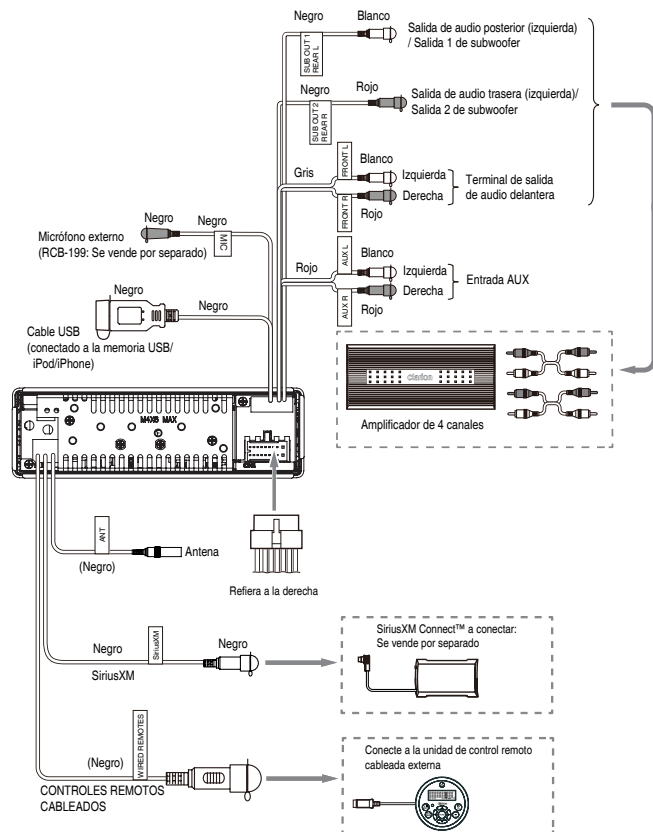 Negro Blanco
SUB OUT 1
REAR L
Salida de audio posterior (izquierda)
/ Salida 1 de subwoofer
Negro Rojo
SUB OUT2
REAR R
Salida de audio trasera (izquierda)/
Salida 2 de subwoofer
Gris
FRONT L
FRONT R
Blanco
Rojo
Izquierda
Derecha
Terminal de salida
de audio delantera
Negro Negro
MIC
Micrófono externo
(RCB-199: Se vende por separado)
Rojo
AUX L
AUX R
Blanco
Rojo
Izquierda
Derecha
Entrada AUX
Negro
Negro
Cable USB
(conectado a la memoria USB/
iPod/iPhone)
clarion
Amplificador de 4 canales
M4X6 MAX
ANT
(Negro)
Antena
Refiera a la derecha
Negro
SiriusXM
Negro
SiriusXM
SiriusXM Connect™ a conectar:
Se vende por separado
(Negro)
WIRED REMOTES
CONTROLES REMOTOS
CABLEADOS
Conecte a la unidad de control remoto
cableada externa